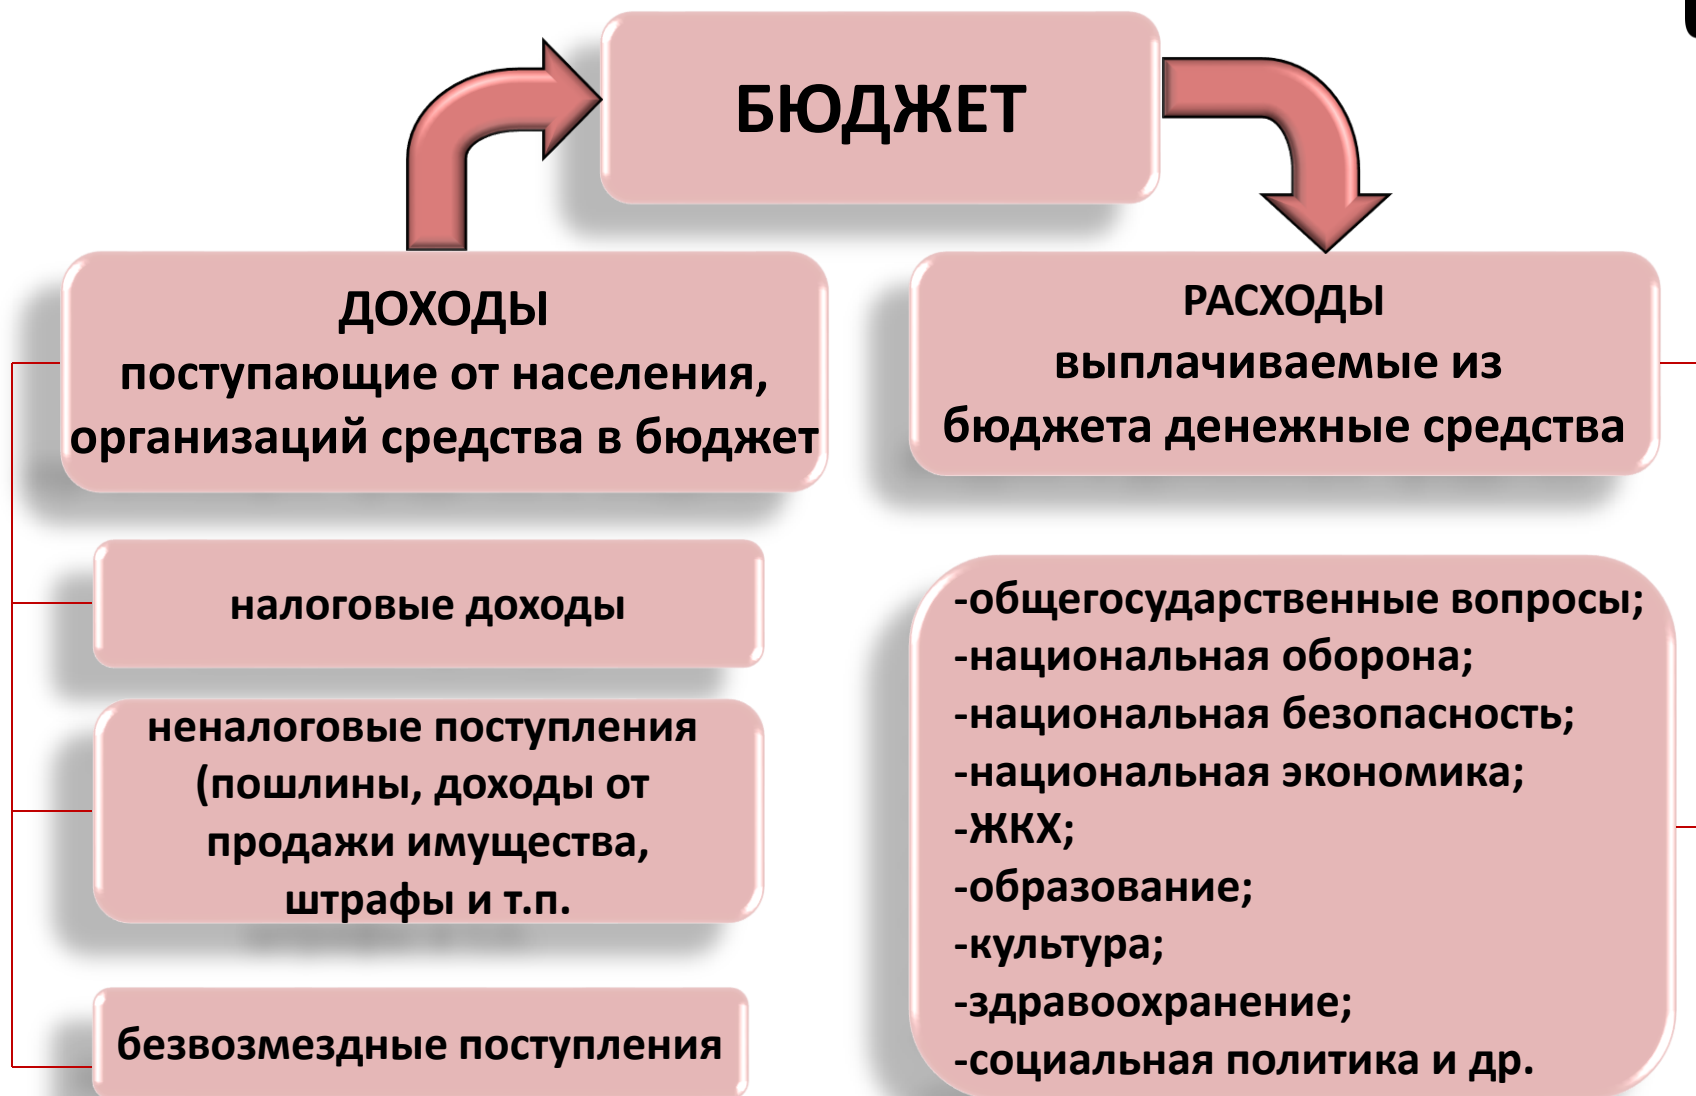 БЮДЖЕТ
ДОХОДЫ
поступающие от населения,
организаций средства в бюджет
налоговые доходы
неналоговые поступления
(пошлины, доходы от
продажи имущества,
штрафы и т.п.
безвозмездные поступления
РАСХОДЫ
выплачиваемые из
бюджета денежные средства
-общегосударственные вопросы;
-национальная оборона;
-национальная безопасность;
-национальная экономика;
-ЖКХ;
-образование;
-культура;
-здравоохранение;
-социальная политика и др.